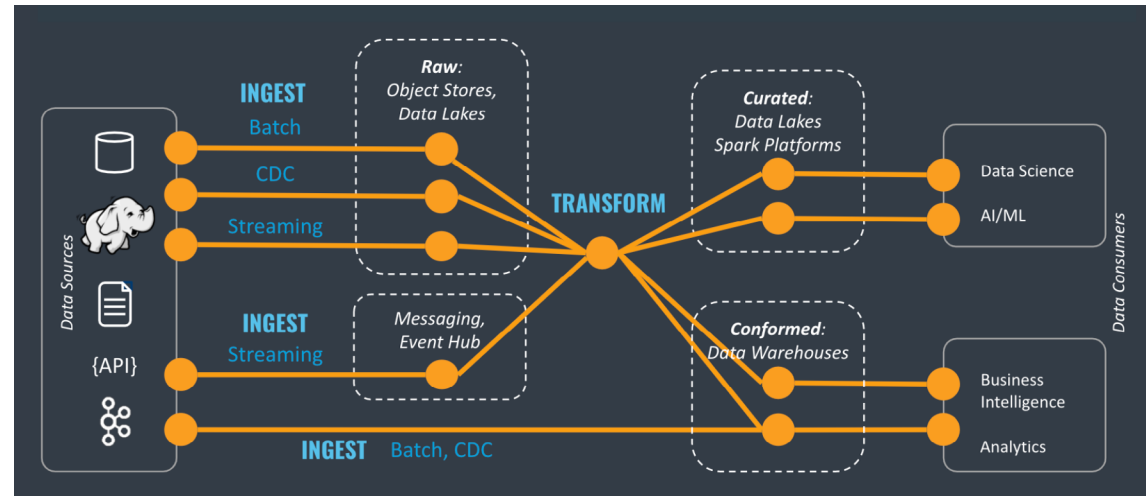 Data Sources
{API}
INGEST
Batch
CDC
Streaming
INGEST
Streaming
INGEST Batch, CDC
Raw:
Object Stores,
Data Lakes
Messaging,
Event Hub
TRANSFORM
Curated:
Data Lakes
Spark Platforms
Conformed:
Data Warehouses
Data Science
AI/ML
Business
Intelligence
Analytics
Data Consumers